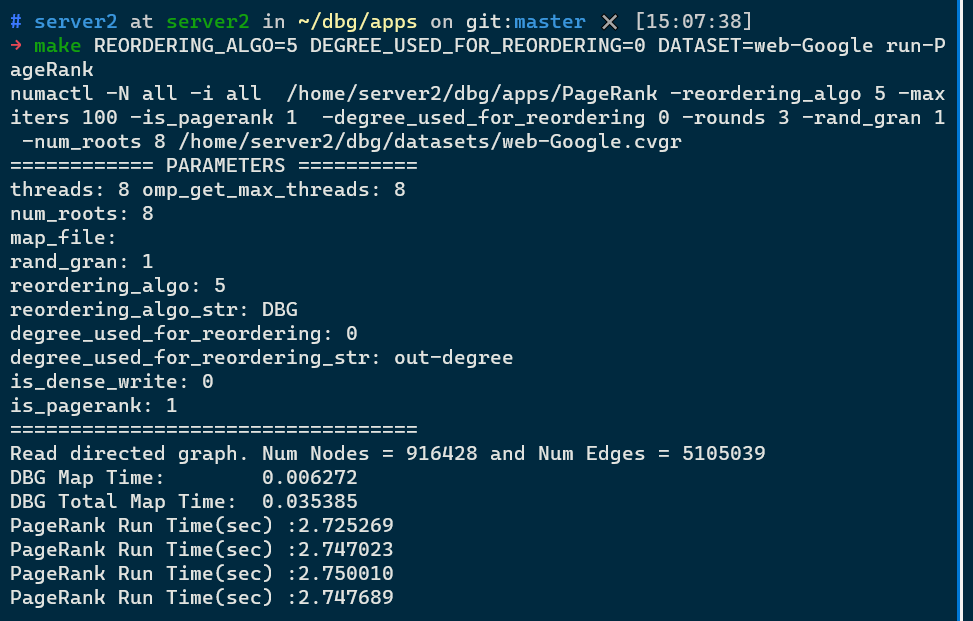 # server2 at server2 in ~/dbg/apps on git:master ✕ [15:07:38]
→ make REORDERING_ALGO=5 DEGREE_USED_FOR_REORDERING=0 DATASET=web-Google run-P
ageRank
numactl -N all -i all  /home/server2/dbg/apps/PageRank -reordering_algo 5 -max
iters 100 -is_pagerank 1  -degree_used_for_reordering 0 -rounds 3 -rand_gran 1
 -num_roots 8 /home/server2/dbg/datasets/web-Google.cvgr
============ PARAMETERS ==========
threads: 8 omp_get_max_threads: 8
num_roots: 8
map_file:
rand_gran: 1
reordering_algo: 5
reordering_algo_str: DBG
degree_used_for_reordering: 0
degree_used_for_reordering_str: out-degree
is_dense_write: 0
is_pagerank: 1
==================================
Read directed graph. Num Nodes = 916428 and Num Edges = 5105039
DBG Map Time:        0.006272
DBG Total Map Time:  0.035385
PageRank Run Time(sec) :2.725269
PageRank Run Time(sec) :2.747023
PageRank Run Time(sec) :2.750010
PageRank Run Time(sec) :2.747689